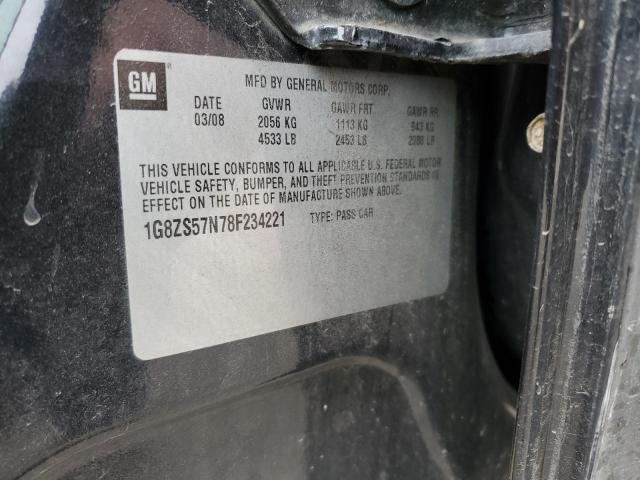 GM
MFD BY GENERAL MOTORS CORP.
DATE GVWR GAWR FRT GAWR RR
03/08 2056 KG 1113 KG 943 KG
4533 LB 2453 LB 2080 LB
THIS VEHICLE CONFORMS TO ALL APPLICABLE U.S. FEDERAL MOTOR
VEHICLE SAFETY, BUMPER, AND THEFT PREVENTION STANDARDS IN
EFFECT ON THE DATE OF MANUFACTURE SHOWN ABOVE.
1G8ZS57N78F234221 TYPE: PASS CAR